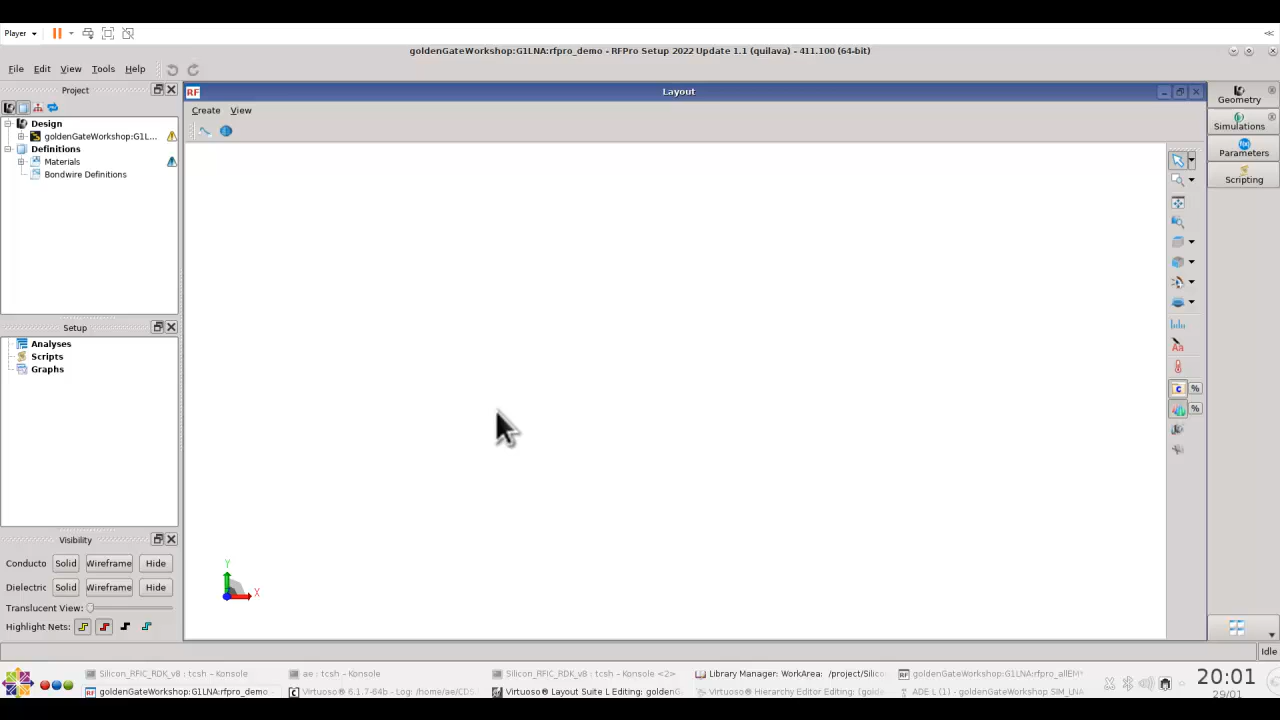 Player
goldenGateWorkshop:G1LNA:rfpro_demo - RFPro Setup 2022 Update 1.1 (quilava) - 411.100 (64-bit)
File Edit View Tools Help
Project
Design
goldenGateWorkshop:G1L...
Definitions
Materials
Bondwire Definitions
Setup
Analyses
Scripts
Graphs
Visibility
Conducto Solid Wireframe Hide
Dielectric Solid Wireframe Hide
Translucent View:
Highlight Nets:
RF Layout
Create View
Y
X
Aa
C %
%
Geometry
Simulations
f(x)
Parameters
Scripting
Idle
Silicon_RFIC_RDK_v8 : tcsh – Konsole
ae : tcsh – Konsole
Silicon_RFIC_RDK_v8 : tcsh – Konsole <2>
Library Manager: WorkArea: /project/Silico
goldenGateWorkshop:G1LNA:rfpro_allEM*
goldenGateWorkshop:G1LNA:rfpro_demo
Virtuoso® 6.1.7-64b - Log: /home/ae/CDS
Virtuoso® Layout Suite L Editing: goldenG
Virtuoso® Hierarchy Editor Editing: (golde
ADE L (1) - goldenGateWorkshop SIM_LNA
20:01
29/01